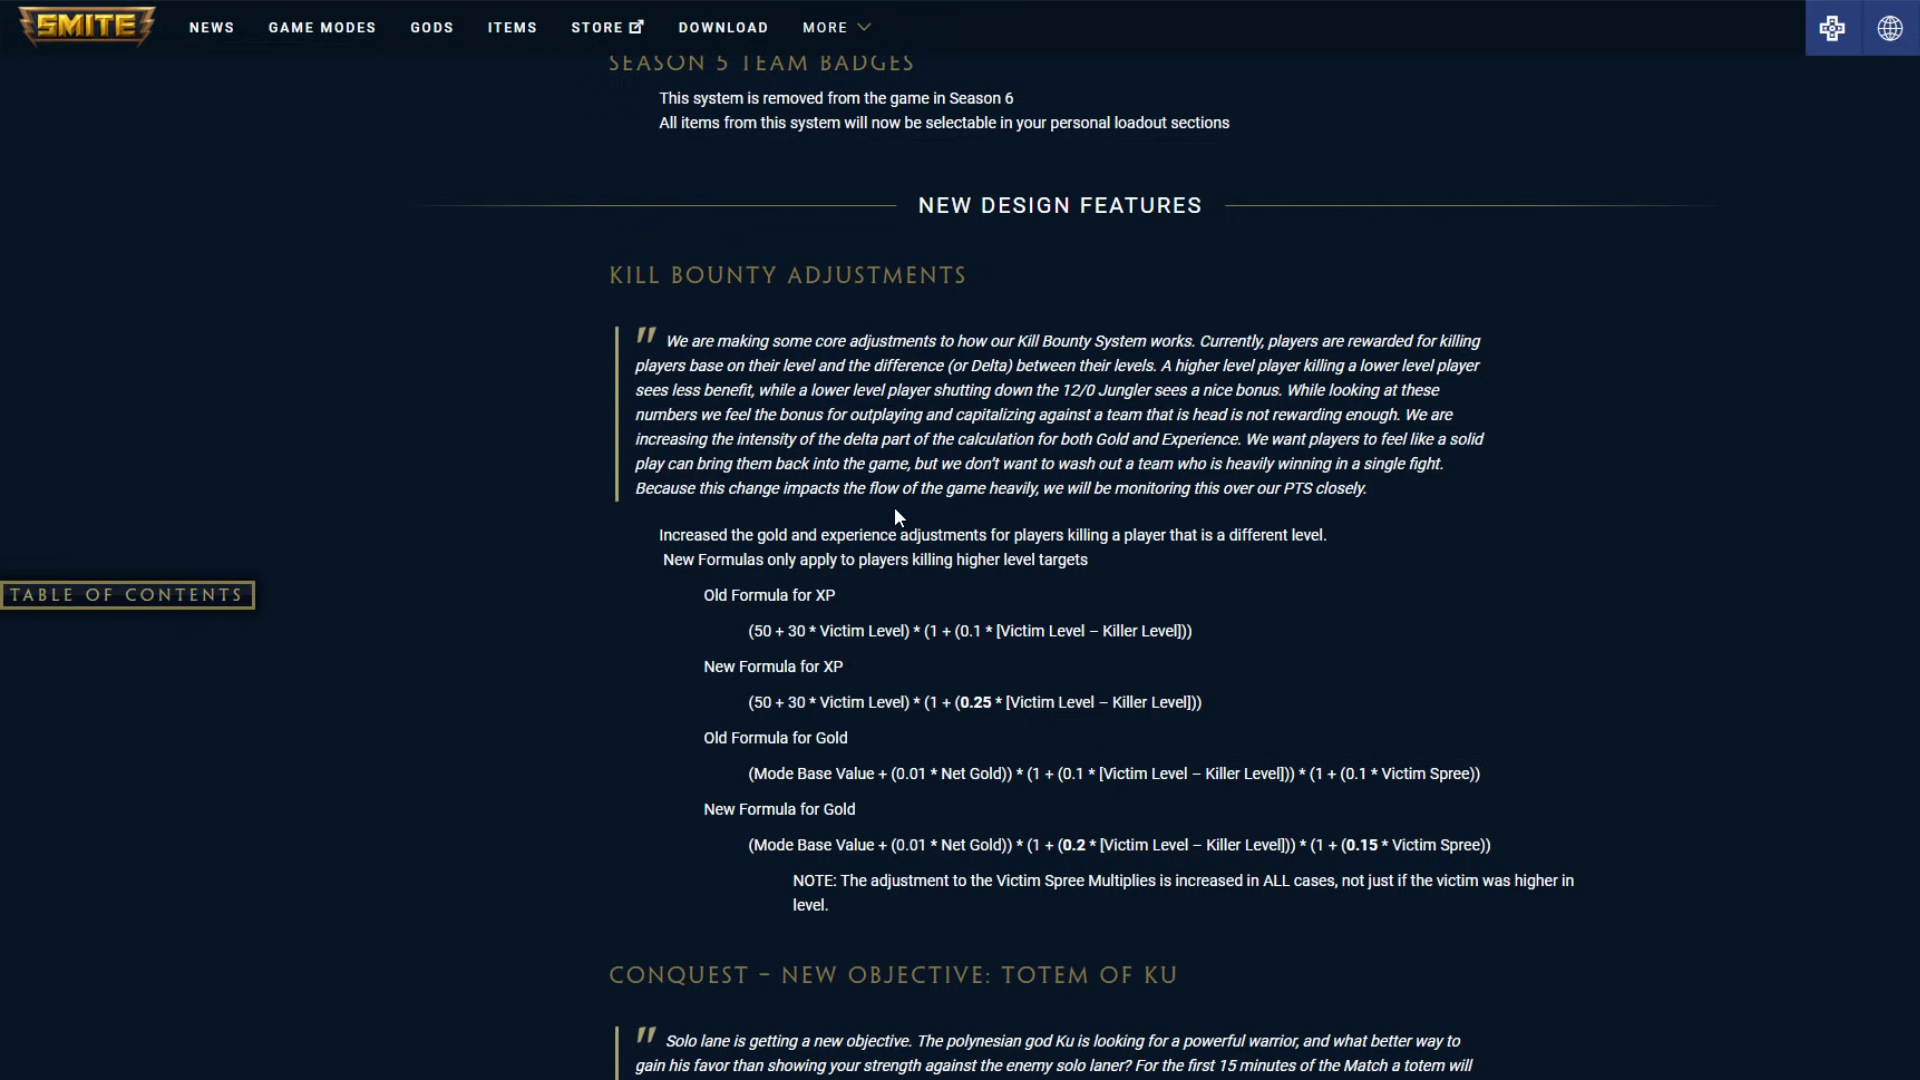 SMITE
NEWS GAME MODES GODS ITEMS STORE DOWNLOAD MORE
SEASON 5 TEAM BADGES
This system is removed from the game in Season 6
All items from this system will now be selectable in your personal loadout sections
NEW DESIGN FEATURES
KILL BOUNTY ADJUSTMENTS
" We are making some core adjustments to how our Kill Bounty System works. Currently, players are rewarded for killing
players base on their level and the difference (or Delta) between their levels. A higher level player killing a lower level player
sees less benefit, while a lower level player shutting down the 12/0 Jungler sees a nice bonus. While looking at these
numbers we feel the bonus for outplaying and capitalizing against a team that is head is not rewarding enough. We are
increasing the intensity of the delta part of the calculation for both Gold and Experience. We want players to feel like a solid
play can bring them back into the game, but we don't want to wash out a team who is heavily winning in a single fight.
Because this change impacts the flow of the game heavily, we will be monitoring this over our PTS closely.
Increased the gold and experience adjustments for players killing a player that is a different level.
New Formulas only apply to players killing higher level targets
TABLE OF CONTENTS
Old Formula for XP
(50 + 30 * Victim Level) * (1 + (0.1 * [Victim Level – Killer Level]))
New Formula for XP
(50 + 30 * Victim Level) * (1 + (0.25 * [Victim Level – Killer Level]))
Old Formula for Gold
(Mode Base Value + (0.01 * Net Gold)) * (1 + (0.1 * [Victim Level – Killer Level])) * (1 + (0.1 * Victim Spree))
New Formula for Gold
(Mode Base Value + (0.01 * Net Gold)) * (1 + (0.2 * [Victim Level – Killer Level])) * (1 + (0.15 * Victim Spree))
NOTE: The adjustment to the Victim Spree Multiplies is increased in ALL cases, not just if the victim was higher in
level.
CONQUEST – NEW OBJECTIVE: TOTEM OF KU
" Solo lane is getting a new objective. The polynesian god Ku is looking for a powerful warrior, and what better way to
gain his favor than showing your strength against the enemy solo laner? For the first 15 minutes of the Match a totem will